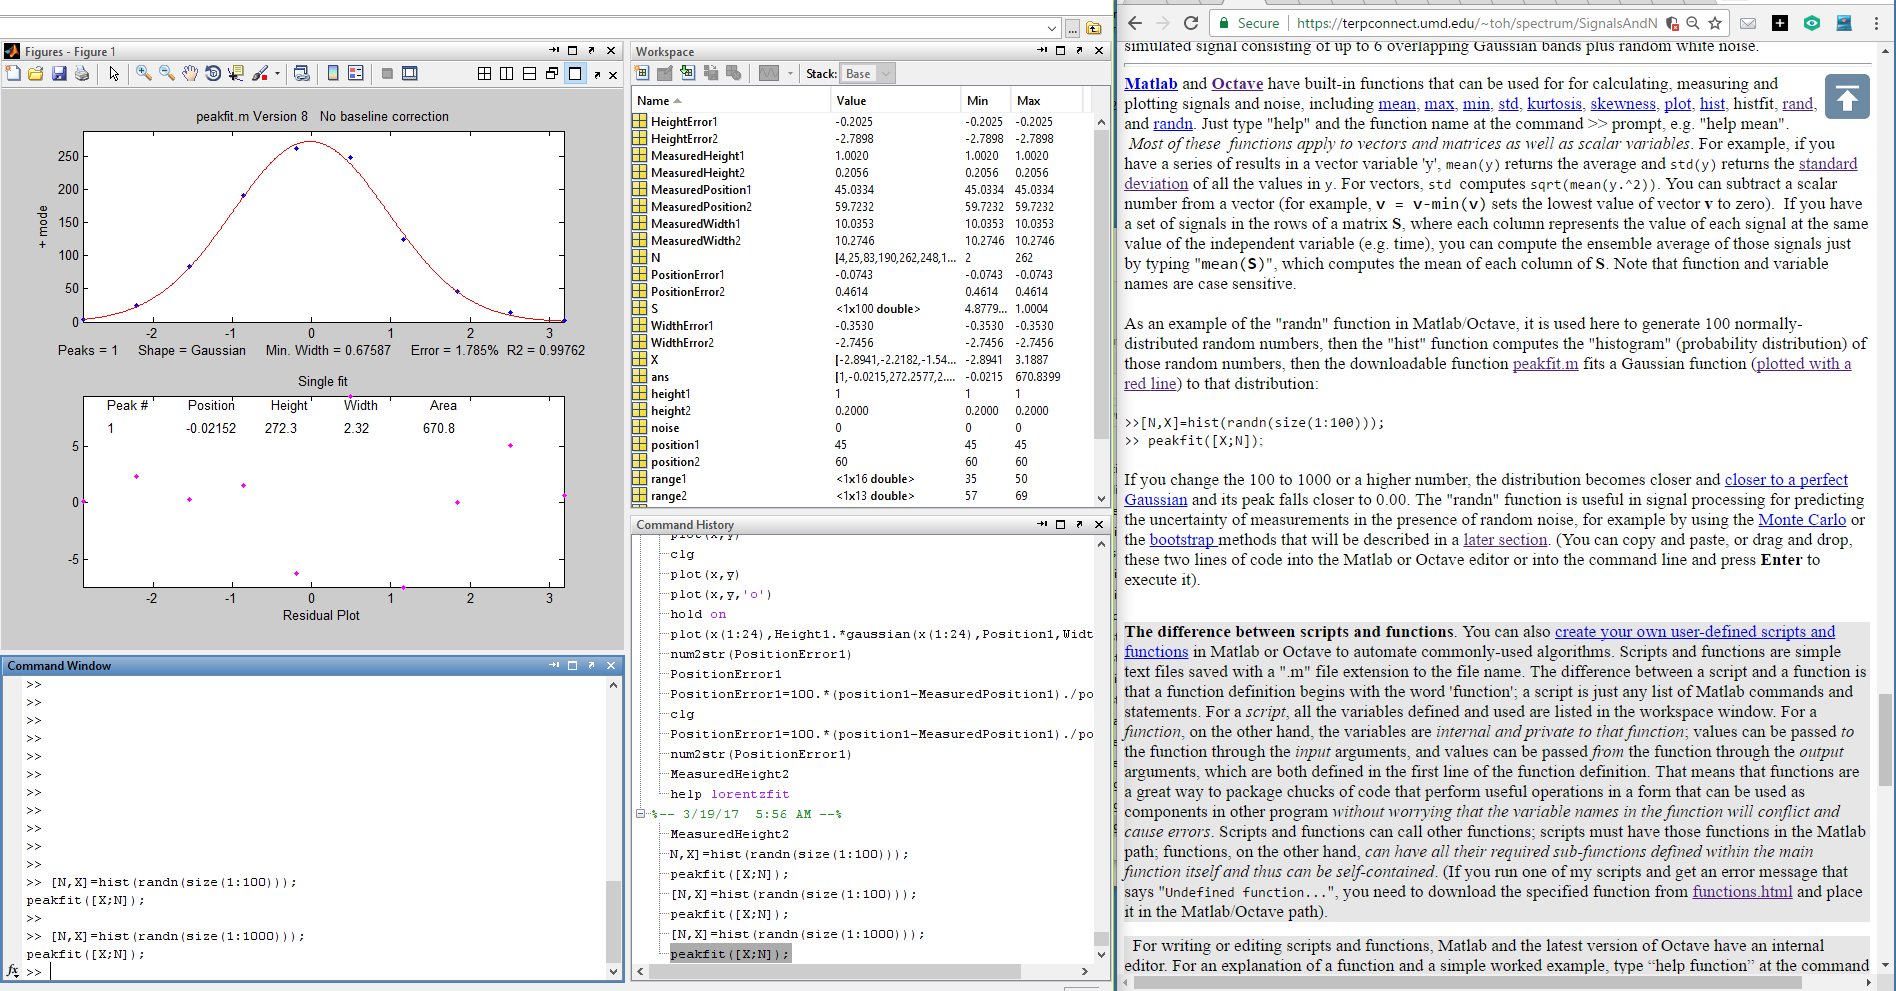 Figures - Figure 1
peakfit.m Version 8   No baseline correction
+ mode
250
200
150
100
50
0
-2 -1 0 1 2 3
Peaks = 1   Shape = Gaussian   Min. Width = 0.67587   Error = 1.785%  R2 = 0.99762
Single fit
Peak # Position Height Width Area
1 -0.02152 272.3 2.32 670.8
5
0
-5
-2 -1 0 1 2 3
Residual Plot
Command Window
>>
>>
>>
>>
>>
>>
>>
>>
>>
>>
>>
>> [N,X]=hist(randn(size(1:100)));
peakfit([X;N]);
>>
>> [N,X]=hist(randn(size(1:1000)));
peakfit([X;N]);
fx >>
Workspace
Stack: Base
Name Value Min Max
HeightError1 -0.2025 -0.2025 -0.2025
HeightError2 -2.7898 -2.7898 -2.7898
MeasuredHeight1 1.0020 1.0020 1.0020
MeasuredHeight2 0.2056 0.2056 0.2056
MeasuredPosition1 45.0334 45.0334 45.0334
MeasuredPosition2 59.7232 59.7232 59.7232
MeasuredWidth1 10.0353 10.0353 10.0353
MeasuredWidth2 10.2746 10.2746 10.2746
N [4,25,83,190,262,248,1... 2 262
PositionError1 -0.0743 -0.0743 -0.0743
PositionError2 0.4614 0.4614 0.4614
S <1x100 double> 4.8779... 1.0004
WidthError1 -0.3530 -0.3530 -0.3530
WidthError2 -2.7456 -2.7456 -2.7456
X [-2.8941,-2.2182,-1.54... -2.8941 3.1887
ans [1,-0.0215,272.2577,2.... -0.0215 670.8399
height1 1 1 1
height2 0.2000 0.2000 0.2000
noise 0 0 0
position1 45 45 45
position2 60 60 60
range1 <1x16 double> 35 50
range2 <1x13 double> 57 69
Command History
plot(x,y)
clg
plot(x,y)
plot(x,y,'o')
hold on
plot(x(1:24),Height1.*gaussian(x(1:24),Position1,Widt
num2str(PositionError1)
PositionError1
PositionError1=100.*(position1-MeasuredPosition1)./po
clg
PositionError1=100.*(position1-MeasuredPosition1)./po
num2str(PositionError1)
MeasuredHeight2
help lorentzfit
%-- 3/19/17  5:56 AM --%
MeasuredHeight2
N,X]=hist(randn(size(1:100)));
peakfit([X;N]);
[N,X]=hist(randn(size(1:100)));
peakfit([X;N]);
[N,X]=hist(randn(size(1:1000)));
peakfit([X;N]);
Secure https://terpconnect.umd.edu/~toh/spectrum/SignalsAndN
simulated signal consisting of up to 6 overlapping Gaussian bands plus random white noise.
Matlab and Octave have built-in functions that can be used for for calculating, measuring and
plotting signals and noise, including mean, max, min, std, kurtosis, skewness, plot, hist, histfit, rand,
and randn. Just type "help" and the function name at the command >> prompt, e.g. "help mean".
Most of these functions apply to vectors and matrices as well as scalar variables. For example, if you
have a series of results in a vector variable 'y', mean(y) returns the average and std(y) returns the standard
deviation of all the values in y. For vectors, std computes sqrt(mean(y.^2)). You can subtract a scalar
number from a vector (for example, v = v-min(v) sets the lowest value of vector v to zero).  If you have
a set of signals in the rows of a matrix S, where each column represents the value of each signal at the same
value of the independent variable (e.g. time), you can compute the ensemble average of those signals just
by typing "mean(S)", which computes the mean of each column of S. Note that function and variable
names are case sensitive.
As an example of the "randn" function in Matlab/Octave, it is used here to generate 100 normally-
distributed random numbers, then the "hist" function computes the "histogram" (probability distribution) of
those random numbers, then the downloadable function peakfit.m fits a Gaussian function (plotted with a
red line) to that distribution:
>>[N,X]=hist(randn(size(1:100)));
>> peakfit([X;N]);
If you change the 100 to 1000 or a higher number, the distribution becomes closer and closer to a perfect
Gaussian and its peak falls closer to 0.00. The "randn" function is useful in signal processing for predicting
the uncertainty of measurements in the presence of random noise, for example by using the Monte Carlo or
the bootstrap methods that will be described in a later section. (You can copy and paste, or drag and drop,
these two lines of code into the Matlab or Octave editor or into the command line and press Enter to
execute it).
The difference between scripts and functions. You can also create your own user-defined scripts and
functions in Matlab or Octave to automate commonly-used algorithms. Scripts and functions are simple
text files saved with a ".m" file extension to the file name. The difference between a script and a function is
that a function definition begins with the word 'function'; a script is just any list of Matlab commands and
statements. For a script, all the variables defined and used are listed in the workspace window. For a
function, on the other hand, the variables are internal and private to that function; values can be passed to
the function through the input arguments, and values can be passed from the function through the output
arguments, which are both defined in the first line of the function definition. That means that functions are
a great way to package chucks of code that perform useful operations in a form that can be used as
components in other program without worrying that the variable names in the function will conflict and
cause errors. Scripts and functions can call other functions; scripts must have those functions in the Matlab
path; functions, on the other hand, can have all their required sub-functions defined within the main
function itself and thus can be self-contained. (If you run one of my scripts and get an error message that
says "Undefined function...", you need to download the specified function from functions.html and place
it in the Matlab/Octave path).
For writing or editing scripts and functions, Matlab and the latest version of Octave have an internal
editor. For an explanation of a function and a simple worked example, type “help function” at the command